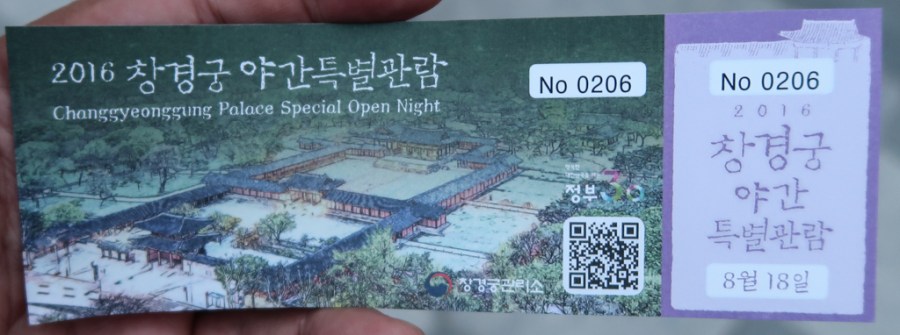 2016 창경궁 야간특별관람
Changgyeonggung Palace Special Open Night
No 0206
정부3.0
창경궁관리소
No 0206
2016
창경궁
야간
특별관람
8월 18일